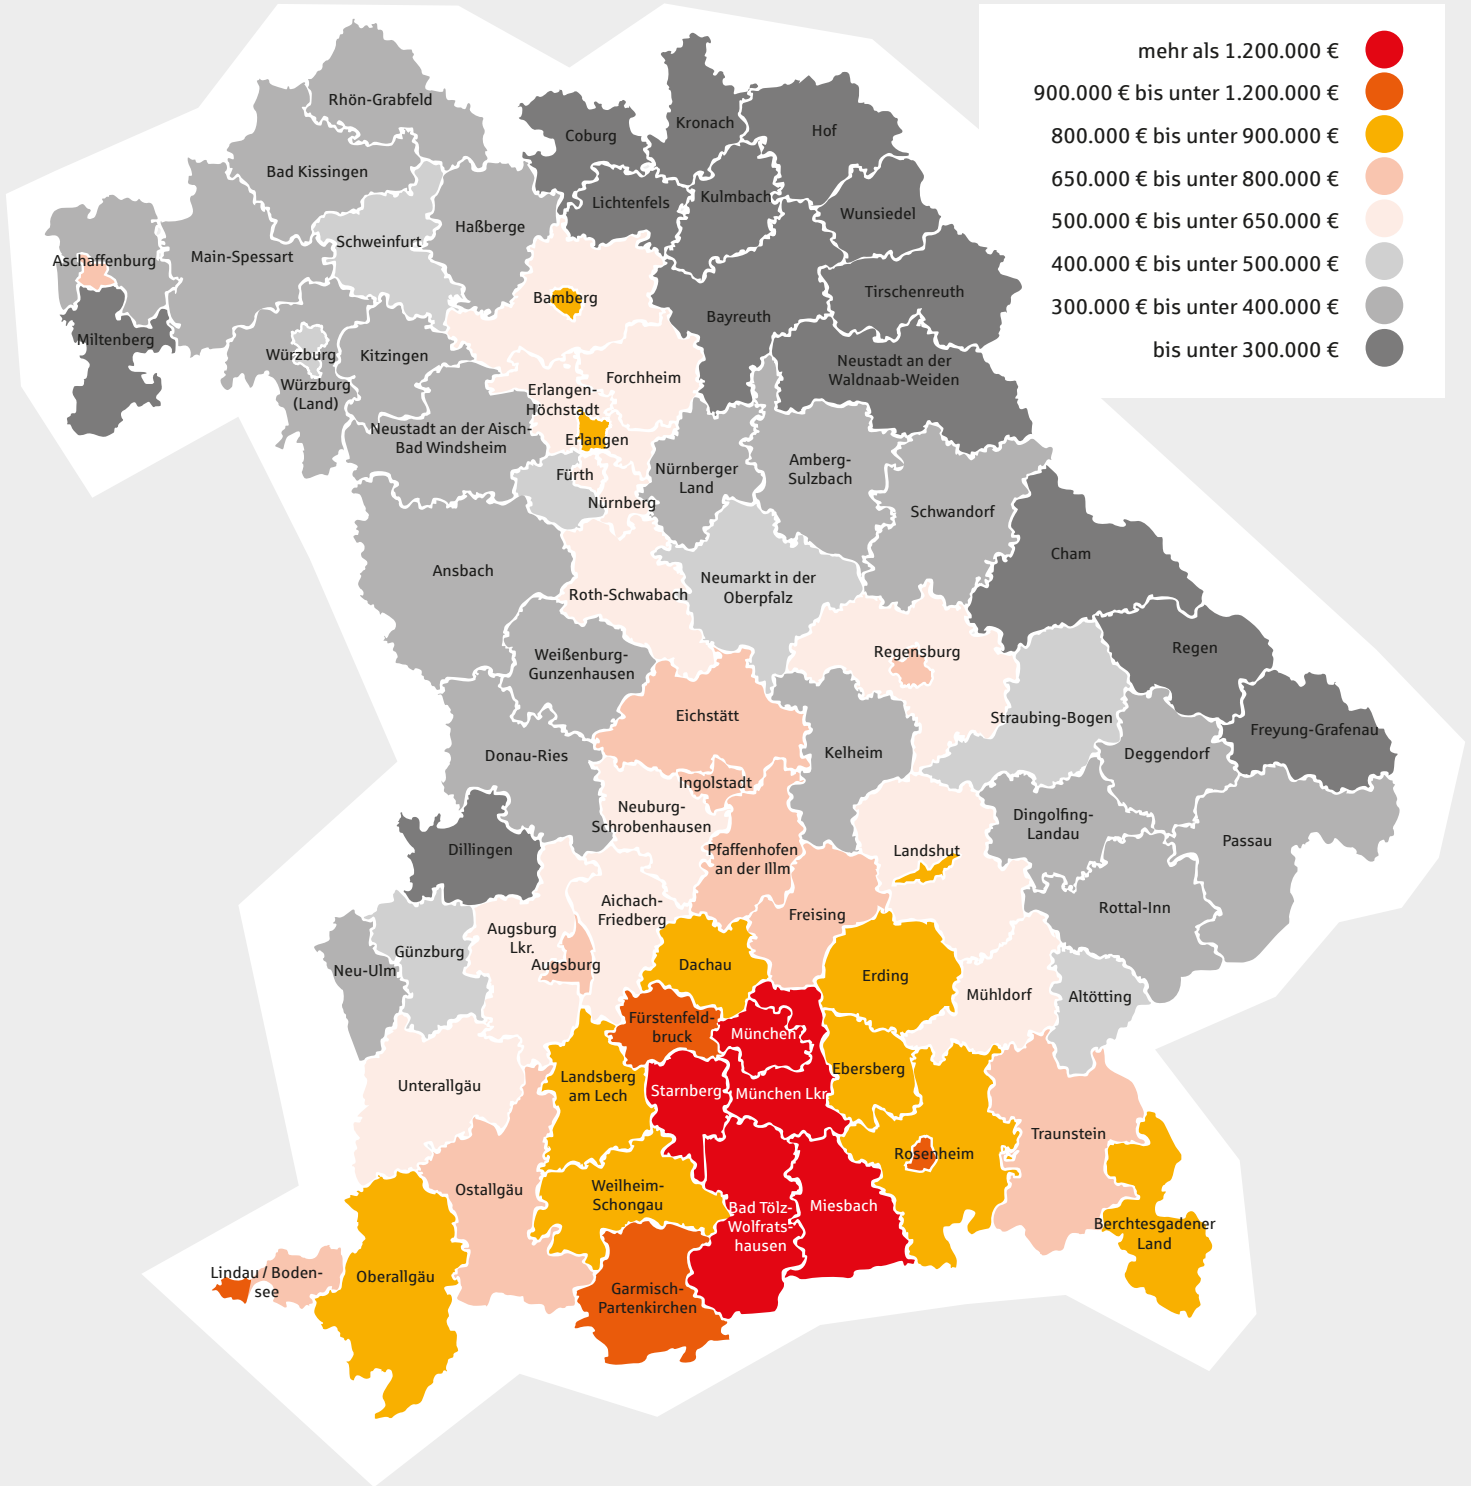 mehr als 1.200.000 €
900.000 € bis unter 1.200.000 €
800.000 € bis unter 900.000 €
650.000 € bis unter 800.000 €
500.000 € bis unter 650.000 €
400.000 € bis unter 500.000 €
300.000 € bis unter 400.000 €
bis unter 300.000 €
Rhön-Grabfeld
Coburg
Kronach
Hof
Bad Kissingen
Lichtenfels
Kulmbach
Wunsiedel
Haßberge
Schweinfurt
Main-Spessart
Aschaffenburg
Bamberg
Tirschenreuth
Bayreuth
Miltenberg
Würzburg
Kitzingen
Würzburg
(Land)
Neustadt an der
Waldnaab-Weiden
Forchheim
Erlangen-
Höchstadt
Neustadt an der Aisch-
Bad Windsheim
Erlangen
Fürth
Nürnberg
Nürnberger
Land
Amberg-
Sulzbach
Schwandorf
Cham
Ansbach
Roth-Schwabach
Neumarkt in der
Oberpfalz
Regensburg
Regen
Weißenburg-
Gunzenhausen
Eichstätt
Straubing-Bogen
Freyung-Grafenau
Donau-Ries
Kelheim
Deggendorf
Ingolstadt
Neuburg-
Schrobenhausen
Dingolfing-
Landau
Passau
Dillingen
Pfaffenhofen
an der Illm
Landshut
Aichach-
Friedberg
Freising
Rottal-Inn
Augsburg
Lkr.
Augsburg
Günzburg
Neu-Ulm
Dachau
Erding
Mühldorf
Altötting
Fürstenfeld-
bruck
München
Ebersberg
Unterallgäu
Landsberg
am Lech
Starnberg
München Lkr.
Traunstein
Rosenheim
Ostallgäu
Weilheim-
Schongau
Bad Tölz-
Wolfrats-
hausen
Miesbach
Berchtesgadener
Land
Lindau / Boden-
see
Oberallgäu
Garmisch-
Partenkirchen